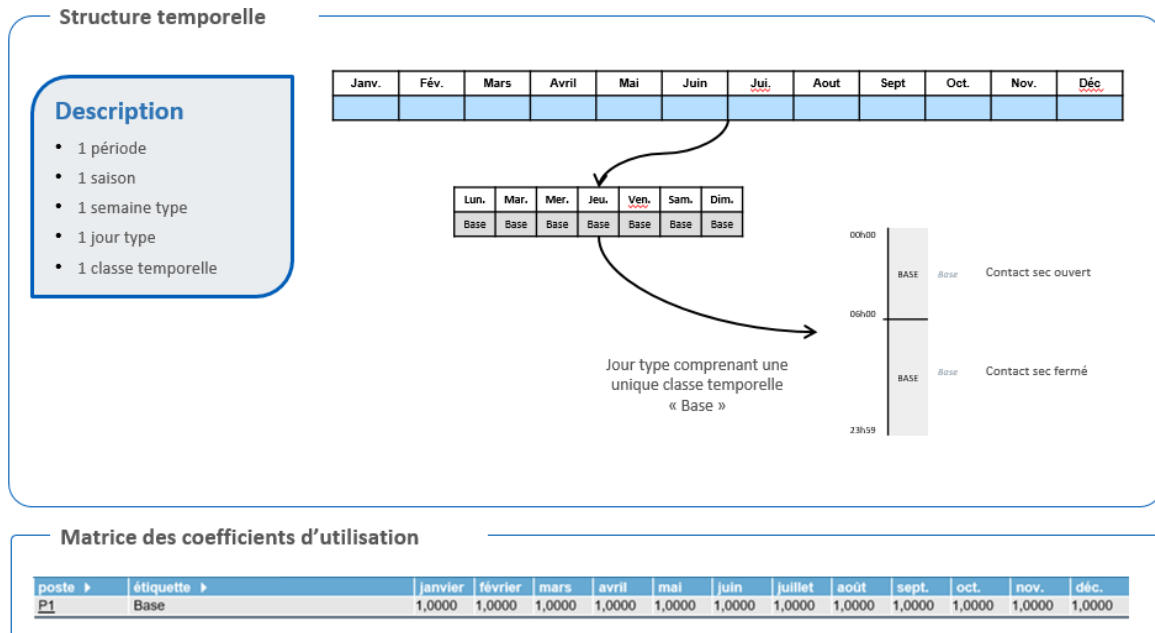 Structure temporelle
Janv. Fév. Mars Avril Mai Juin Jui. Aout Sept Oct. Nov. Déc
Description
• 1 période
• 1 saison
• 1 semaine type
• 1 jour type
• 1 classe temporelle
Lun. Mar. Mer. Jeu. Ven. Sam. Dim.
Base Base Base Base Base Base Base
00h00
BASE Base Contact sec ouvert
06h00
Jour type comprenant une
unique classe temporelle
« Base »
BASE Base Contact sec fermé
23h59
Matrice des coefficients d’utilisation
poste étiquette janvier février mars avril mai juin juillet août sept. oct. nov. déc.
P1 Base 1,0000 1,0000 1,0000 1,0000 1,0000 1,0000 1,0000 1,0000 1,0000 1,0000 1,0000 1,0000